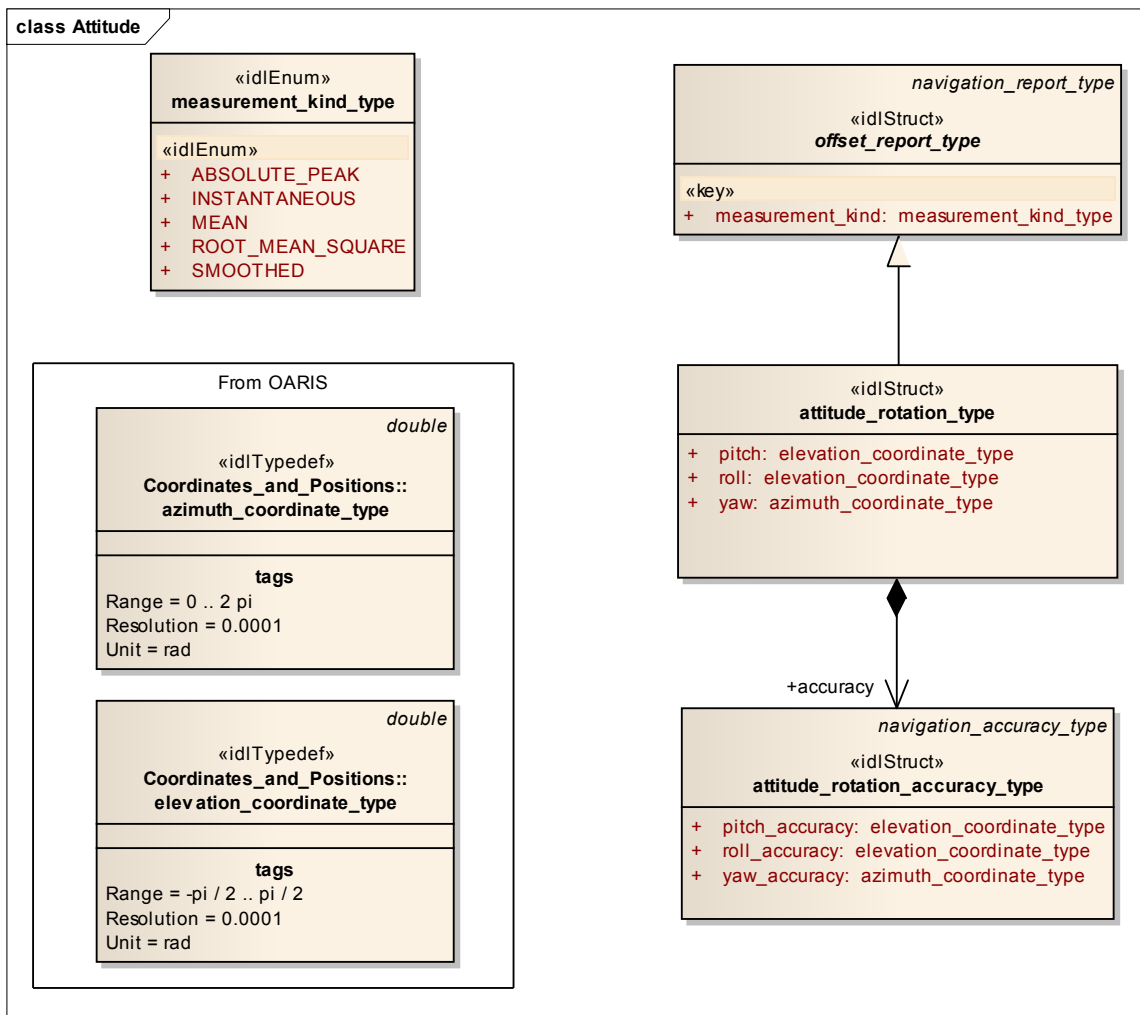 class Attitude
«idlEnum»
measurement_kind_type
«idlEnum»
+ ABSOLUTE_PEAK
+ INSTANTANEOUS
+ MEAN
+ ROOT_MEAN_SQUARE
+ SMOOTHED
navigation_report_type
«idlStruct»
offset_report_type
«key»
+ measurement_kind: measurement_kind_type
From OARIS
double
«idlTypedef»
Coordinates_and_Positions::
azimuth_coordinate_type
tags
Range = 0 .. 2 pi
Resolution = 0.0001
Unit = rad
double
«idlTypedef»
Coordinates_and_Positions::
elevation_coordinate_type
tags
Range = -pi / 2 .. pi / 2
Resolution = 0.0001
Unit = rad
«idlStruct»
attitude_rotation_type
+ pitch: elevation_coordinate_type
+ roll: elevation_coordinate_type
+ yaw: azimuth_coordinate_type
+accuracy
navigation_accuracy_type
«idlStruct»
attitude_rotation_accuracy_type
+ pitch_accuracy: elevation_coordinate_type
+ roll_accuracy: elevation_coordinate_type
+ yaw_accuracy: azimuth_coordinate_type